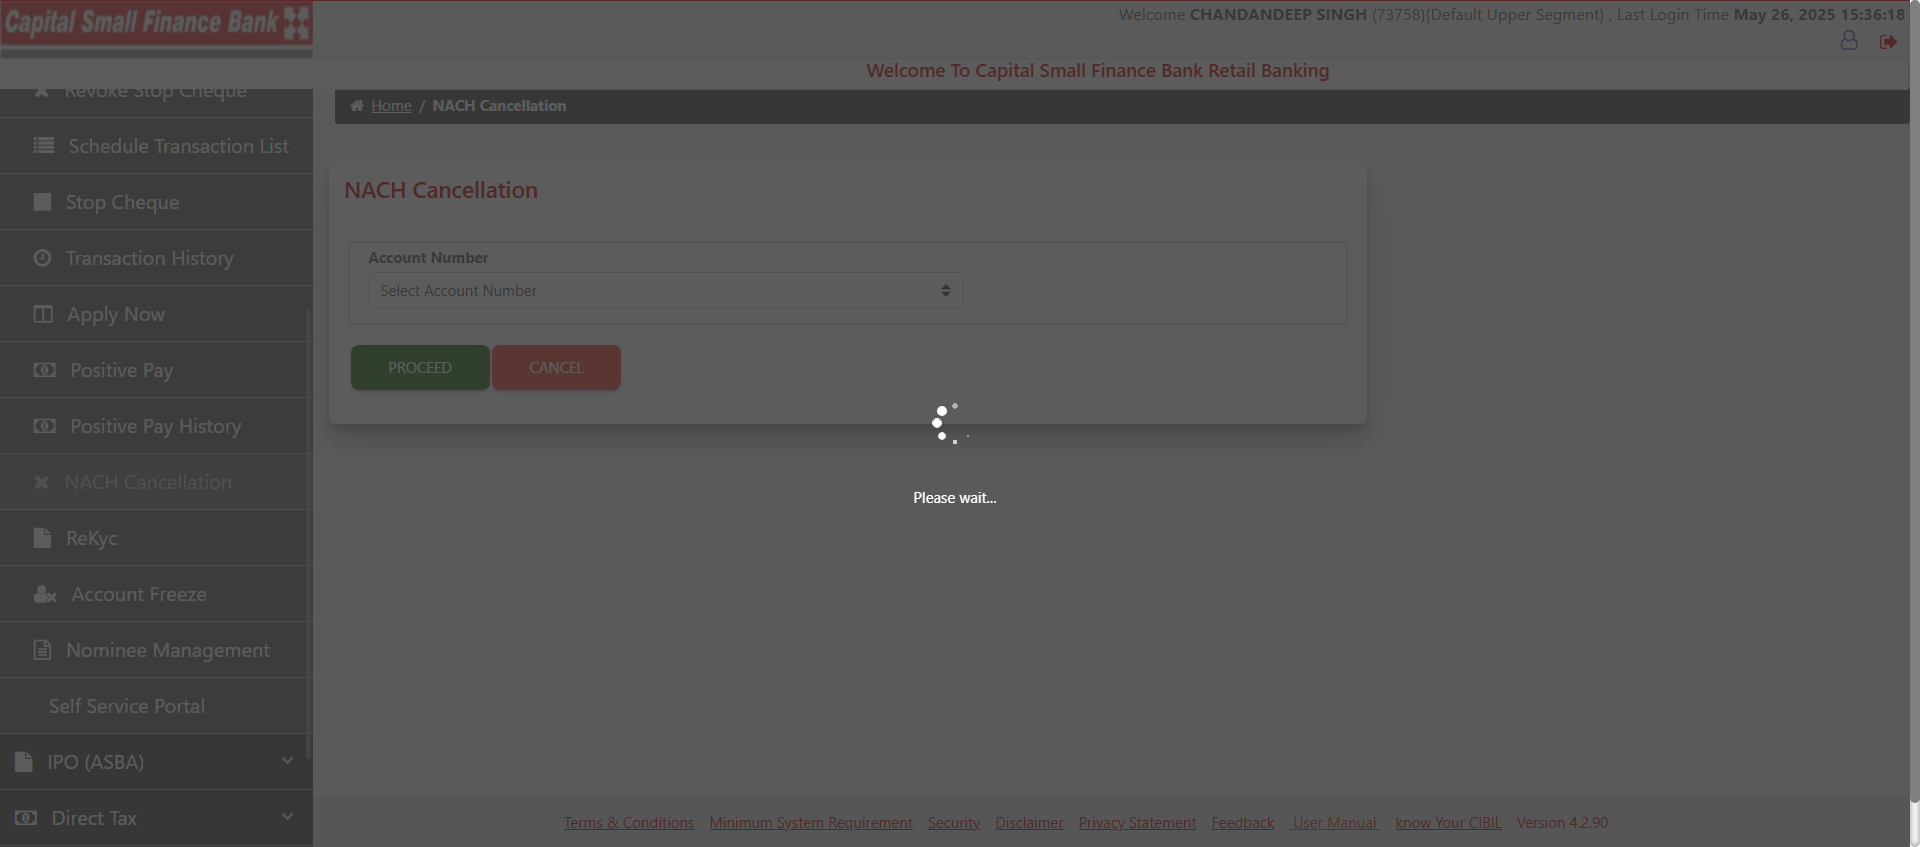 Capital Small Finance Bank
Welcome CHANDANDEEP SINGH (73758){Default Upper Segment} , Last Login Time May 26, 2025 15:36:18
Welcome To Capital Small Finance Bank Retail Banking
Revoke Stop Cheque
Schedule Transaction List
Stop Cheque
Transaction History
Apply Now
Positive Pay
Positive Pay History
NACH Cancellation
ReKyc
Account Freeze
Nominee Management
Self Service Portal
IPO (ASBA)
Direct Tax
Home / NACH Cancellation
NACH Cancellation
Account Number
Select Account Number
PROCEED CANCEL
Please wait...
Terms & Conditions Minimum System Requirement Security Disclaimer Privacy Statement Feedback User Manual know Your CIBIL Version 4.2.90